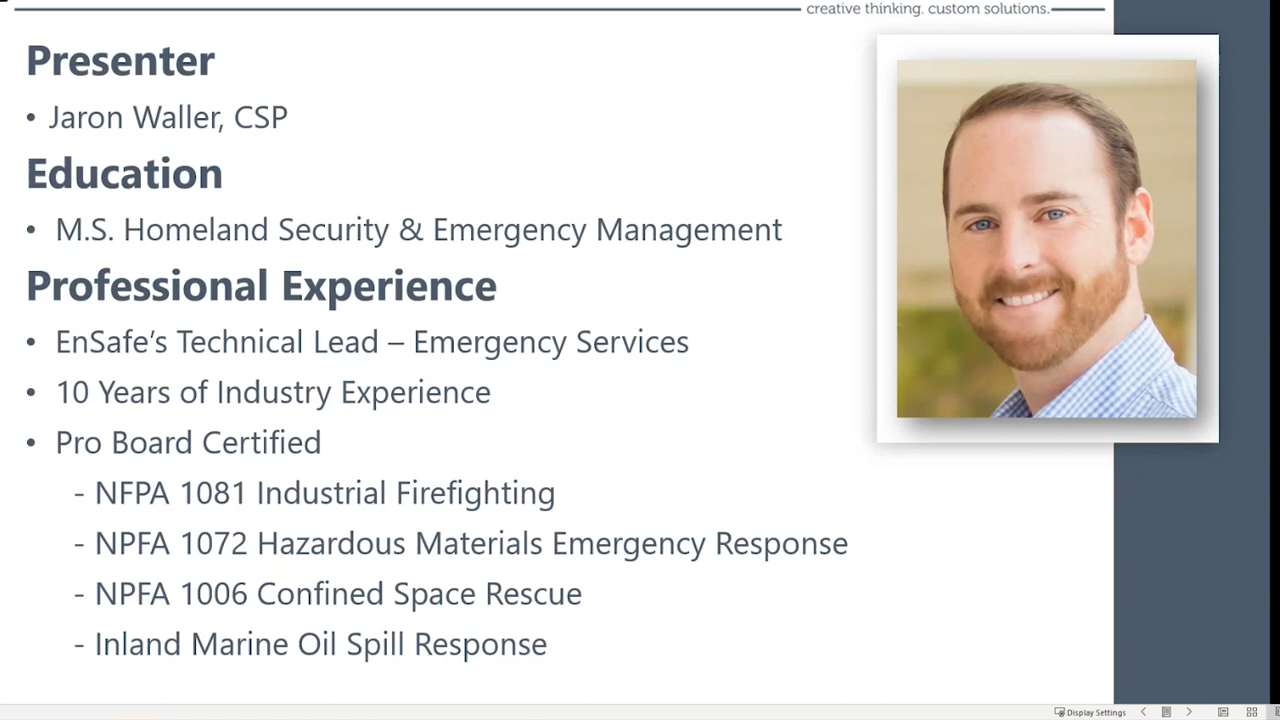 creative thinking. custom solutions.
Presenter
• Jaron Waller, CSP
Education
• M.S. Homeland Security & Emergency Management
Professional Experience
• EnSafe's Technical Lead – Emergency Services
• 10 Years of Industry Experience
• Pro Board Certified
- NFPA 1081 Industrial Firefighting
- NPFA 1072 Hazardous Materials Emergency Response
- NPFA 1006 Confined Space Rescue
- Inland Marine Oil Spill Response
Display Settings